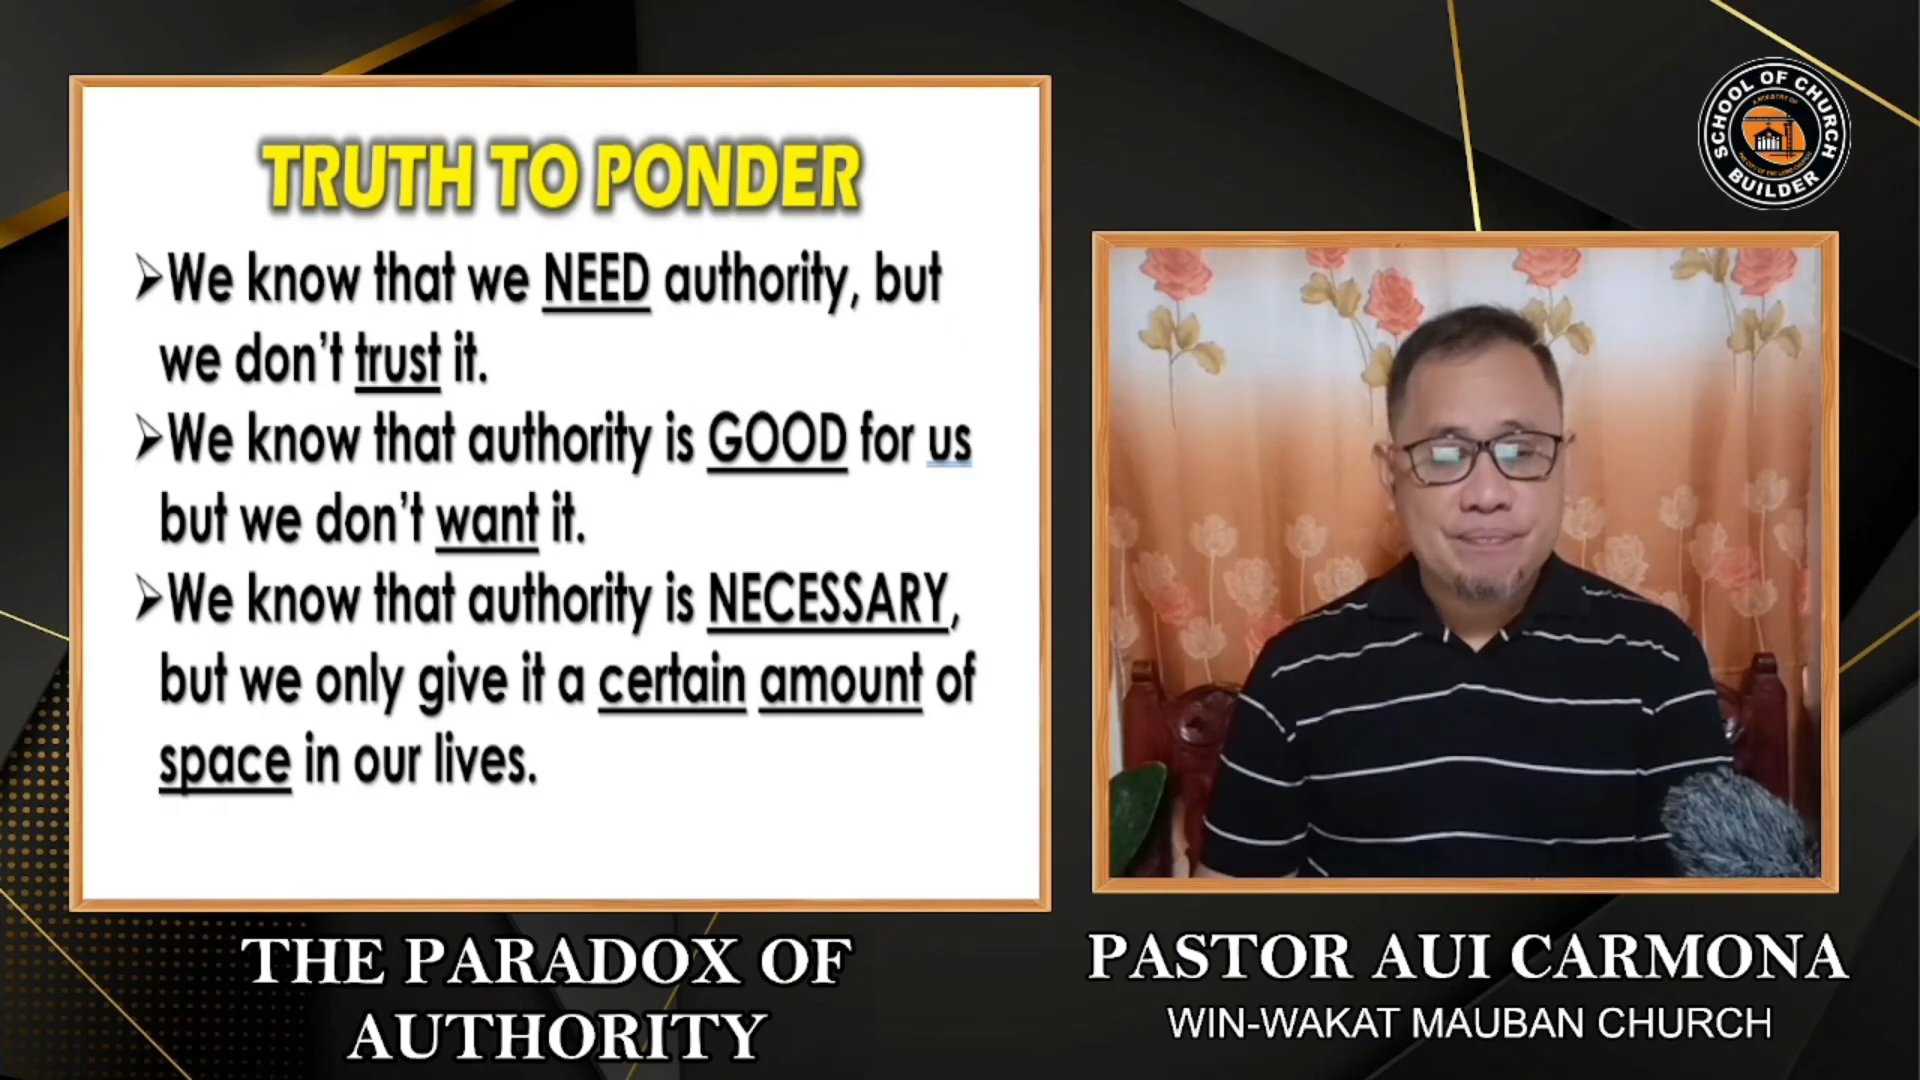 TRUTH TO PONDER
➢We know that we NEED authority, but
we don't trust it.
➢We know that authority is GOOD for us
but we don't want it.
➢We know that authority is NECESSARY,
but we only give it a certain amount of
space in our lives.
SCHOOL OF CHURCH
BUILDER
THE PARADOX OF
AUTHORITY
PASTOR AUI CARMONA
WIN-WAKAT MAUBAN CHURCH